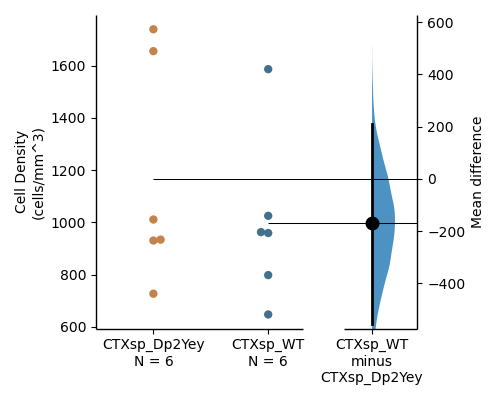 Cell Density
(cells/mm^3)
1600
1400
1200
1000
800
600
CTXsp_Dp2Yey
N = 6
CTXsp_WT
N = 6
CTXsp_WT
minus
CTXsp_Dp2Yey
600
400
200
0
−200
−400
Mean difference